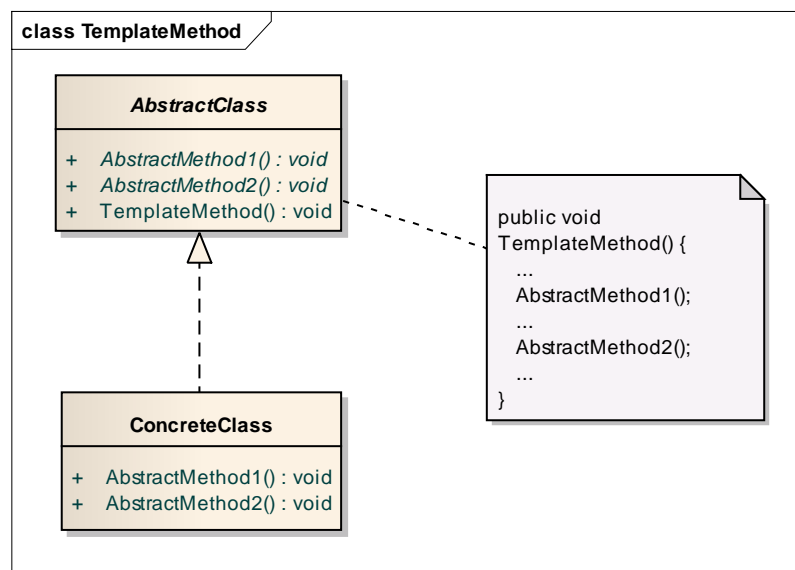 class TemplateMethod
AbstractClass
+ AbstractMethod1() : void
+ AbstractMethod2() : void
+ TemplateMethod() : void
public void
TemplateMethod() {
...
AbstractMethod1();
...
AbstractMethod2();
...
}
ConcreteClass
+ AbstractMethod1() : void
+ AbstractMethod2() : void